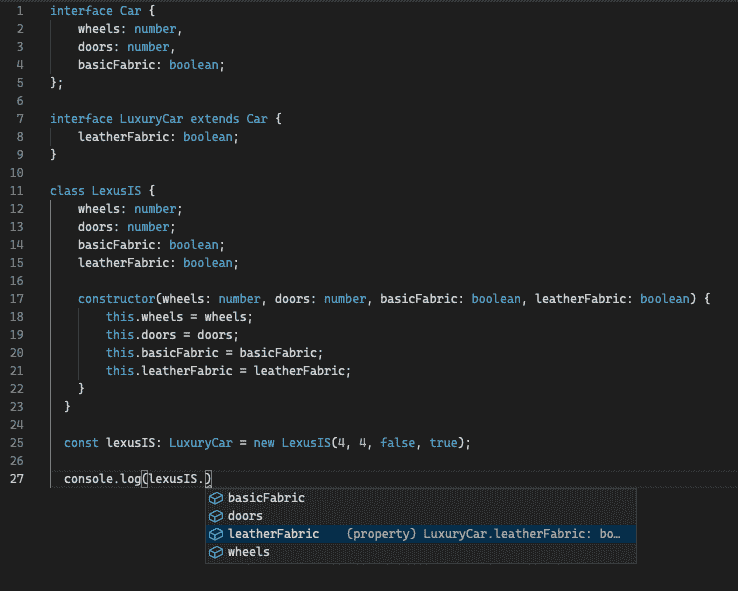 1 interface Car {
2     wheels: number,
3     doors: number,
4     basicFabric: boolean;
5 };
6
7 interface LuxuryCar extends Car {
8     leatherFabric: boolean;
9 }
10
11 class LexusIS {
12     wheels: number;
13     doors: number;
14     basicFabric: boolean;
15     leatherFabric: boolean;
16
17     constructor(wheels: number, doors: number, basicFabric: boolean, leatherFabric: boolean) {
18         this.wheels = wheels;
19         this.doors = doors;
20         this.basicFabric = basicFabric;
21         this.leatherFabric = leatherFabric;
22     }
23   }
24
25   const lexusIS: LuxuryCar = new LexusIS(4, 4, false, true);
26
27   console.log(lexusIS.)
basicFabric
doors
leatherFabric (property) LuxuryCar.leatherFabric: bo…
wheels